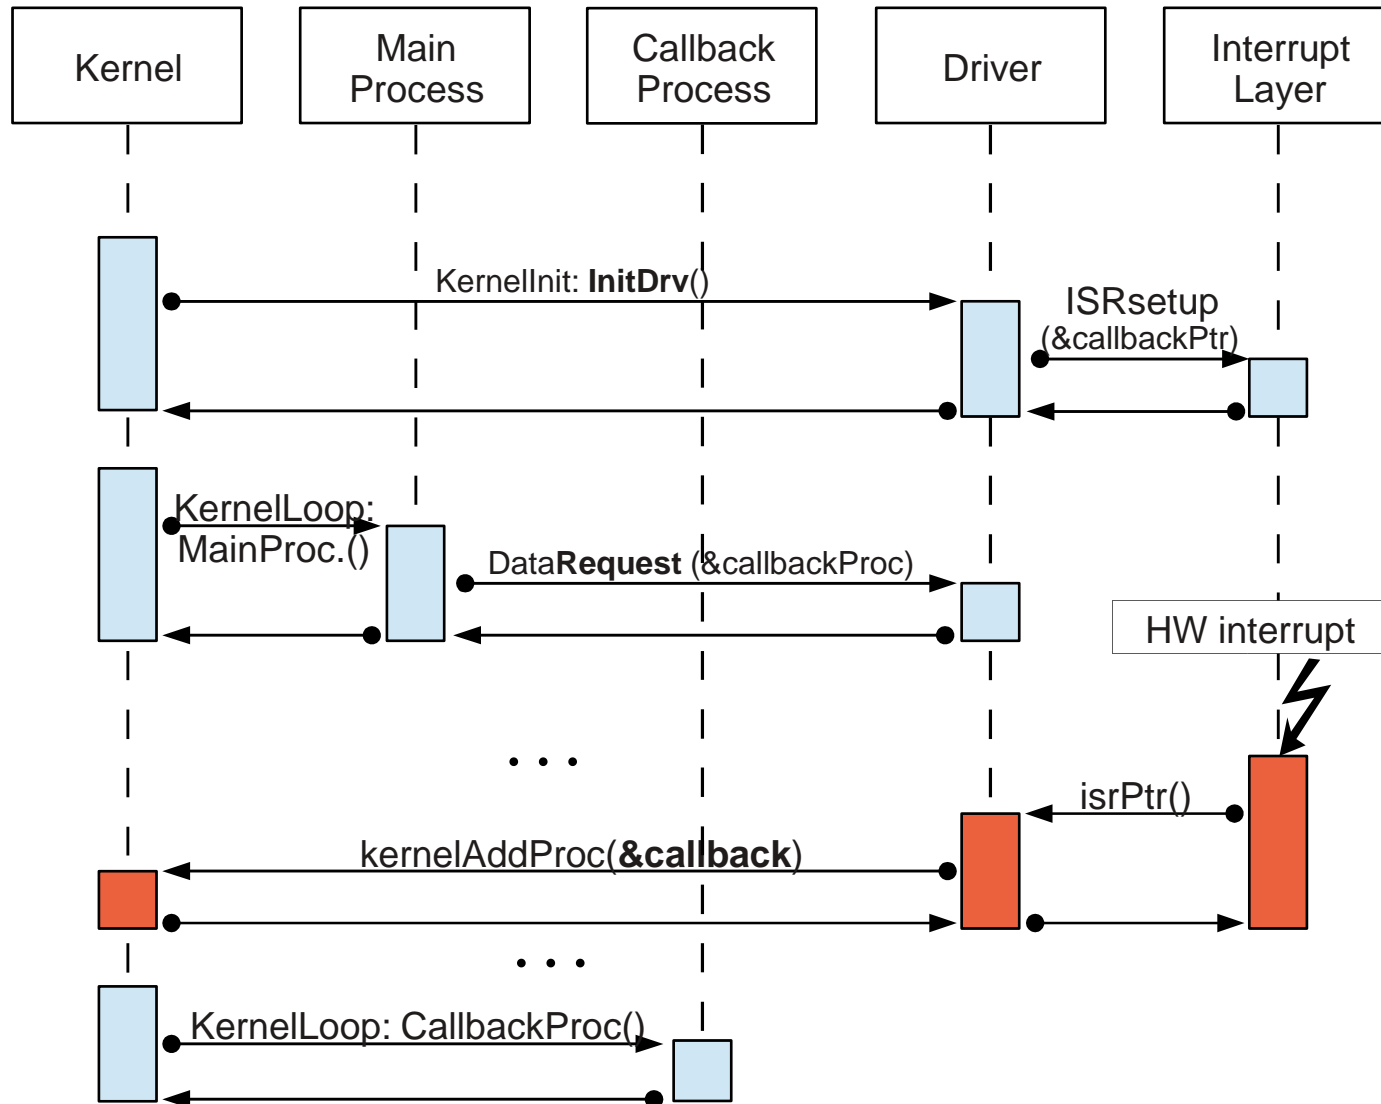 Kernel
Main
Process
Callback
Process
Driver
Interrupt
Layer
KernelInit: InitDrv()
ISRsetup
(&callbackPtr)
KernelLoop:
MainProc.()
DataRequest (&callbackProc)
HW interrupt
...
isrPtr()
kernelAddProc(&callback)
...
KernelLoop: CallbackProc()